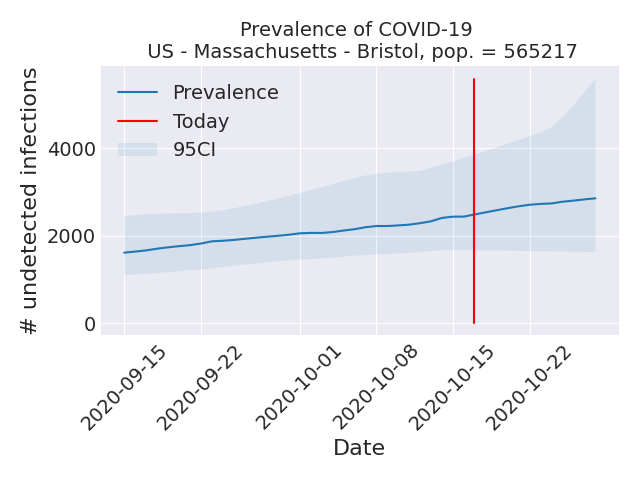 Prevalence of COVID-19
US - Massachusetts - Bristol, pop. = 565217
# undetected infections
4000
2000
0
Prevalence
Today
95CI
2020-09-15
2020-09-22
2020-10-01
2020-10-08
2020-10-15
2020-10-22
Date